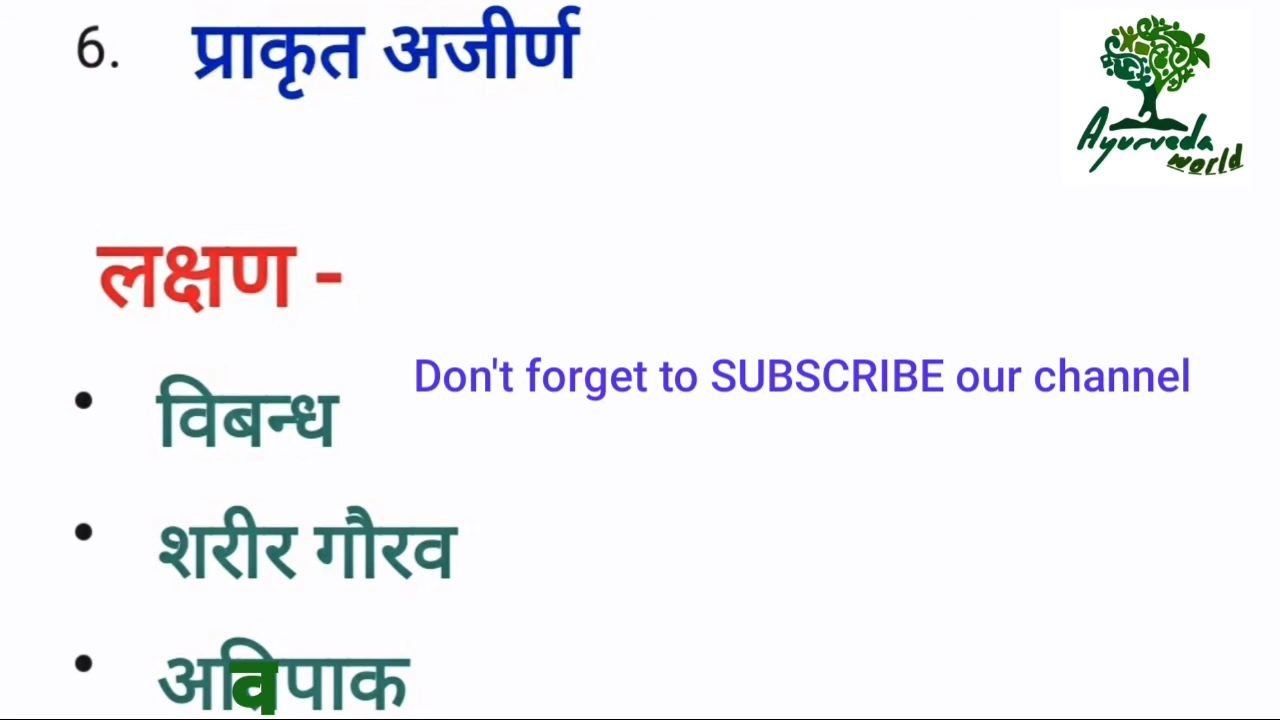 6. प्राकृत अजीर्ण
Ayurveda
world
लक्षण -
Don't forget to SUBSCRIBE our channel
• विबन्ध
• शरीर गौरव
• अविपाक